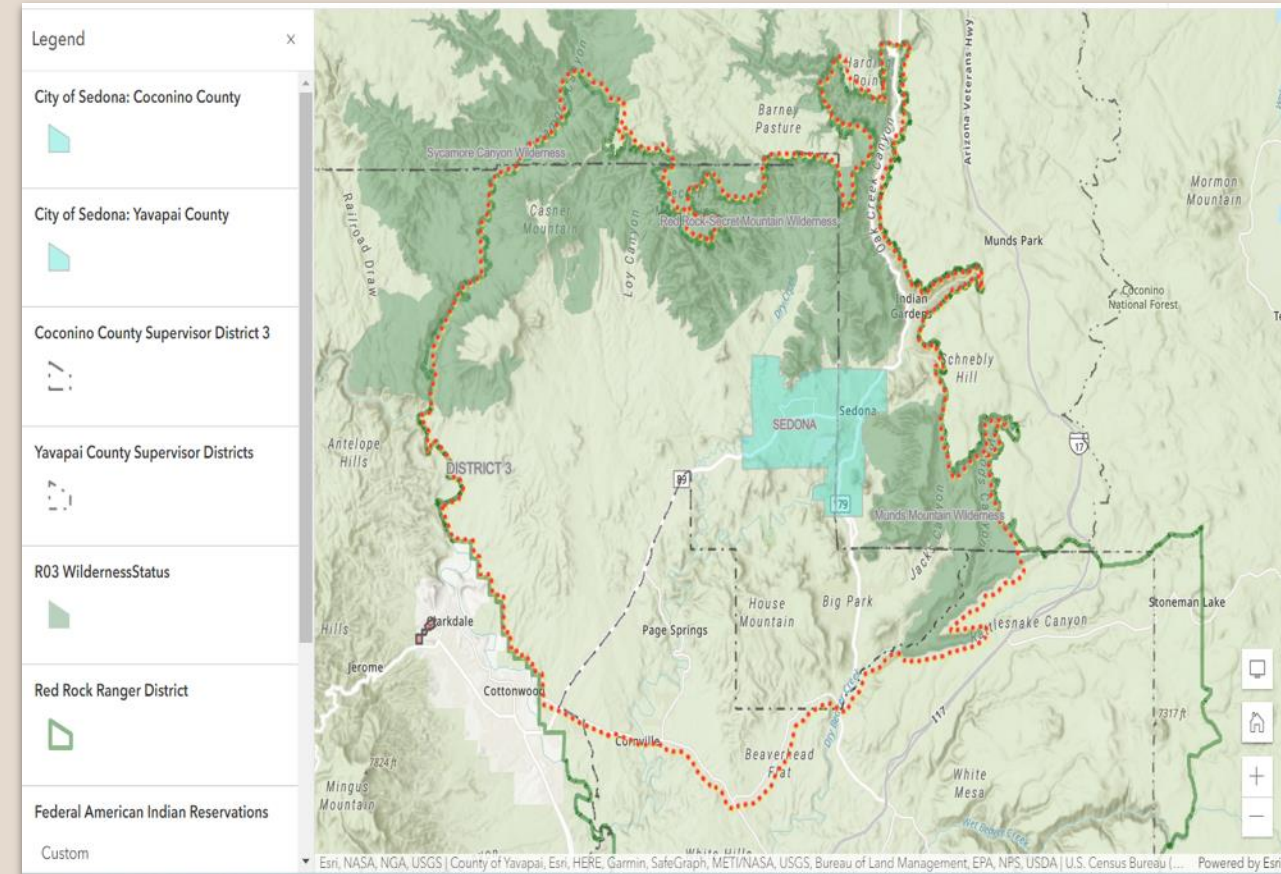 Legend
×
City of Sedona: Coconino County
City of Sedona: Yavapai County
Coconino County Supervisor District 3
Yavapai County Supervisor Districts
R03 WildernessStatus
Red Rock Ranger District
Federal American Indian Reservations
Custom
Barney
Pasture
Arizona Veterans Hwy
Sycamore Canyon Wilderness
Mormon
Mountain
Railroad Draw
Casner
Mountain
Loy Canyon
Red Rock-Secret Mountain Wilderness
Oak Creek Canyon
Munds Park
Dry Creek
Indian
Gardens
Coconino
National Forest
Schnebly
Hill
Sedona
SEDONA
17
Antelope
Hills
DISTRICT 3
89
179
Munds Mountain Wilderness
Jacks Canyon
House
Mountain
Big Park
Stoneman Lake
Hills
Clarkdale
Page Springs
Jerome
Cottonwood
I 17
7317 ft
Cornville
Dry Beaver Creek
Beaverhead
Flat
7824 ft
Mingus
Mountain
White
Mesa
Wet Beaver Creek
White Hills
+
−
Esri, NASA, NGA, USGS | County of Yavapai, Esri, HERE, Garmin, SafeGraph, METI/NASA, USGS, Bureau of Land Management, EPA, NPS, USDA | U.S. Census Bureau (... Powered by Esri